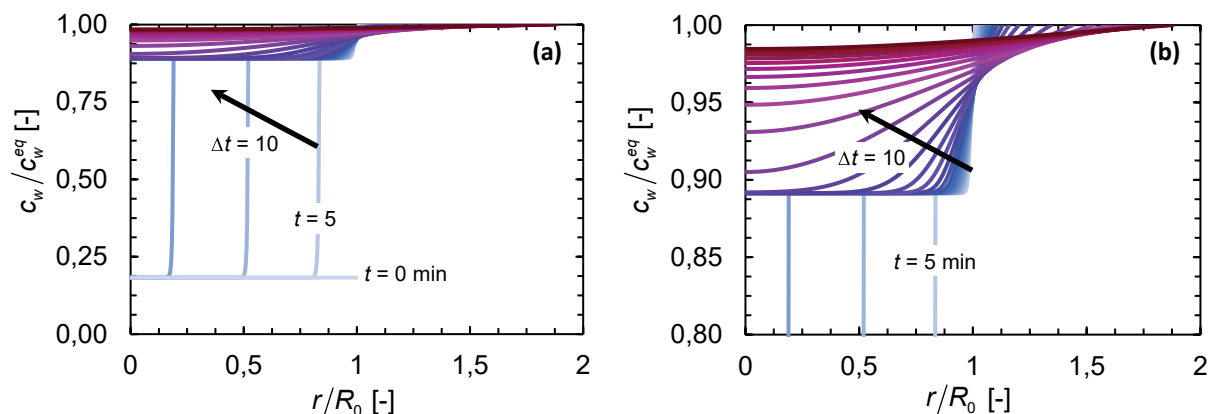 1,00
0,75
0,50
0,25
0,00
c_w/c_w^eq [-]
(a)
Δt = 10
t = 5
t = 0 min
0
0,5
1
1,5
2
r/R_0 [-]
1,00
0,95
0,90
0,85
0,80
c_w/c_w^eq [-]
(b)
Δt = 10
t = 5 min
0
0,5
1
1,5
2
r/R_0 [-]